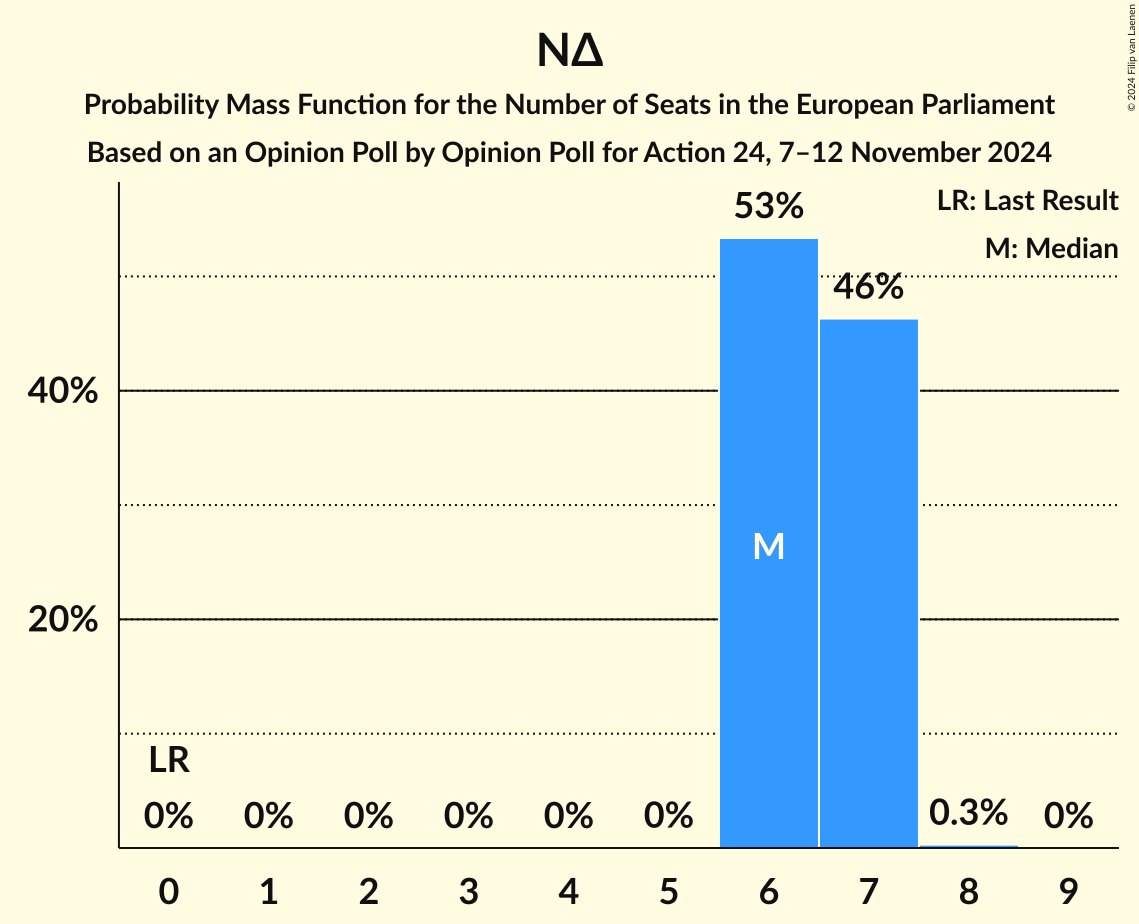 ΝΔ
Probability Mass Function for the Number of Seats in the European Parliament
Based on an Opinion Poll by Opinion Poll for Action 24, 7–12 November 2024
© 2024 Filip van Laenen
LR: Last Result
M: Median
53%
46%
40%
20%
M
LR
0% 0% 0% 0% 0% 0% 0.3% 0%
0 1 2 3 4 5 6 7 8 9